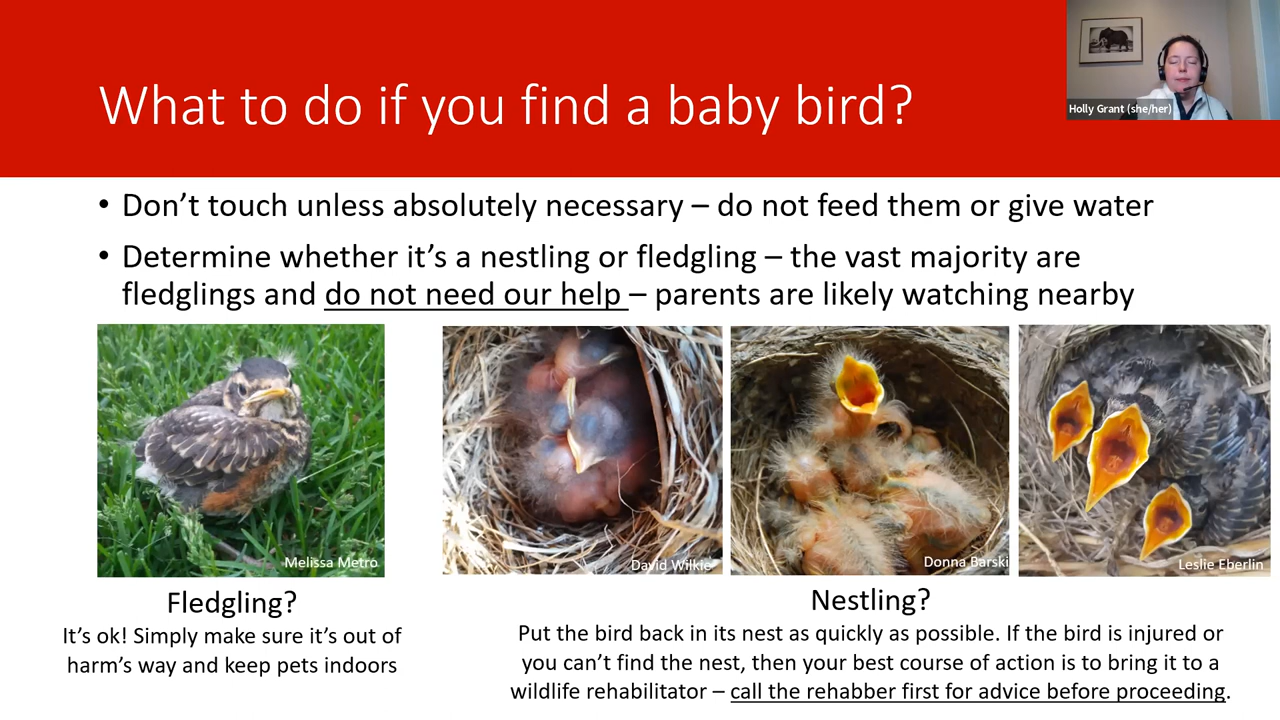 What to do if you find a baby bird?
Holly Grant (she/her)
• Don't touch unless absolutely necessary – do not feed them or give water
• Determine whether it's a nestling or fledgling – the vast majority are
fledglings and do not need our help – parents are likely watching nearby
Melissa Metro
David Wilkie
Donna Barski
Leslie Eberlin
Fledgling?
It's ok! Simply make sure it's out of
harm's way and keep pets indoors
Nestling?
Put the bird back in its nest as quickly as possible. If the bird is injured or
you can't find the nest, then your best course of action is to bring it to a
wildlife rehabilitator – call the rehabber first for advice before proceeding.